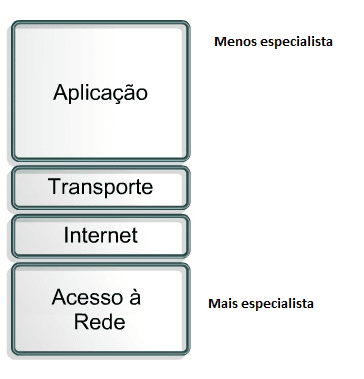 Menos especialista
Aplicação
Transporte
Internet
Acesso à
Rede
Mais especialista